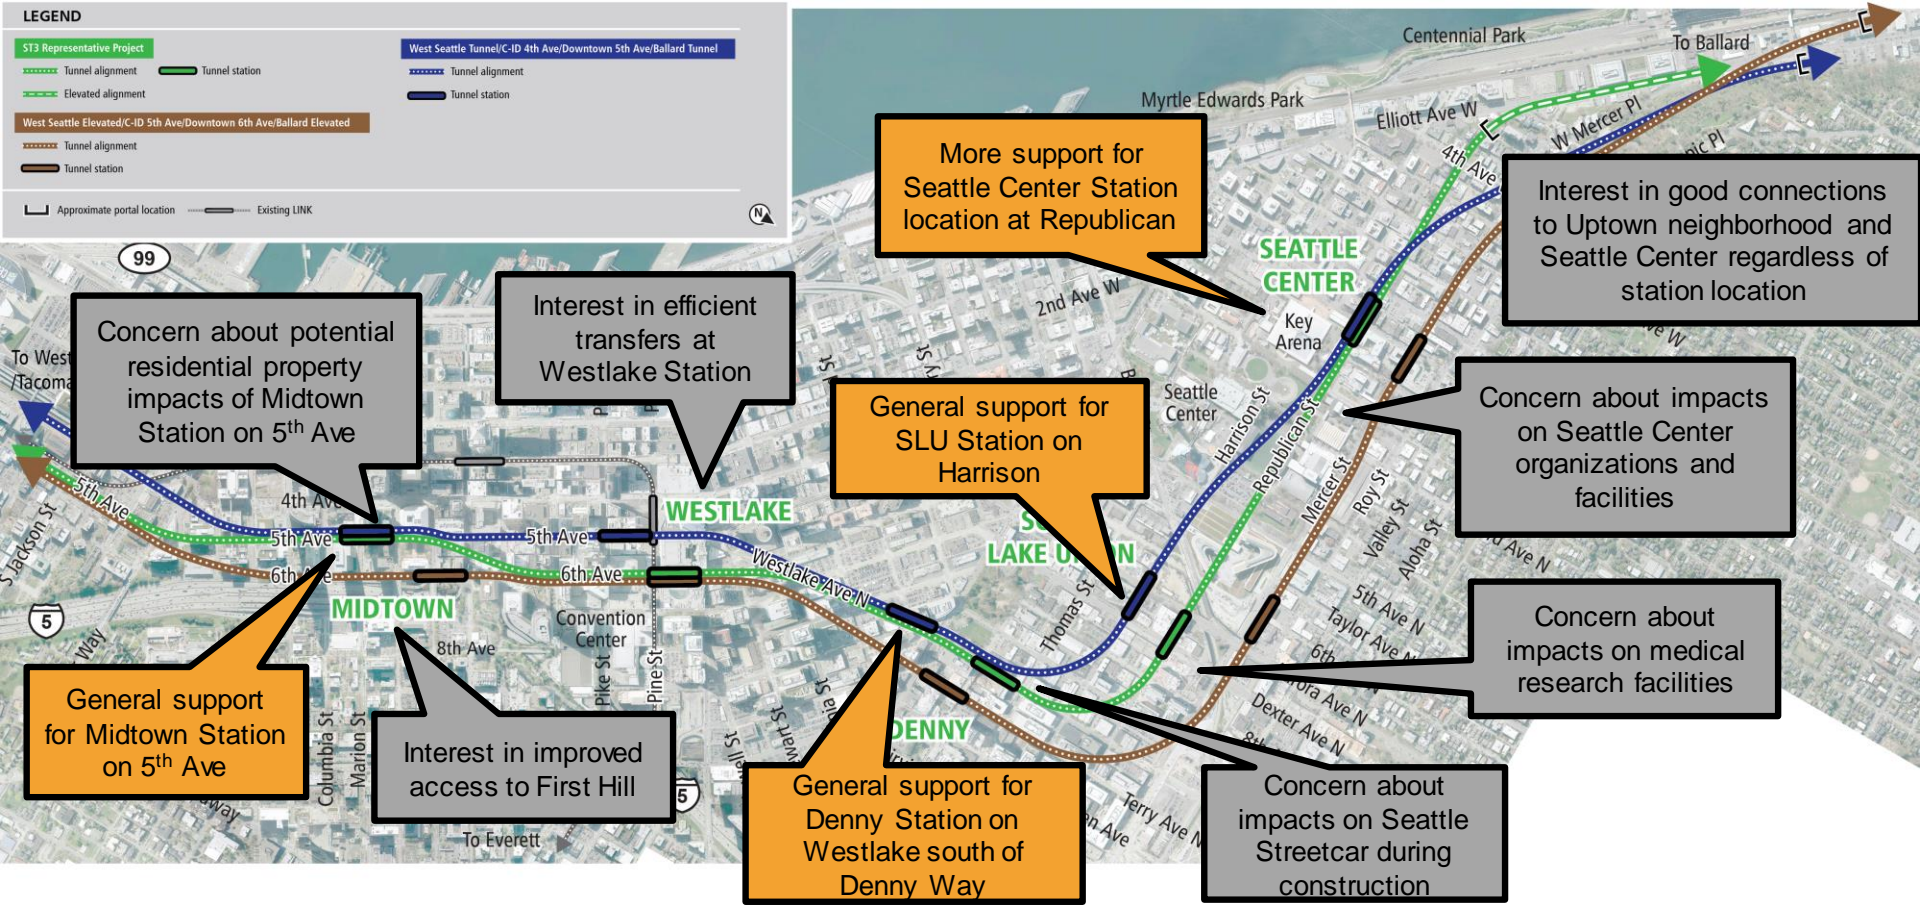 LEGEND
ST3 Representative Project
Tunnel alignment
Tunnel station
Elevated alignment
West Seattle Elevated/C-ID 5th Ave/Downtown 6th Ave/Ballard Elevated
Tunnel alignment
Tunnel station
West Seattle Tunnel/C-ID 4th Ave/Downtown 5th Ave/Ballard Tunnel
Tunnel alignment
Tunnel station
Approximate portal location
Existing LINK
N
Centennial Park
To Ballard
Myrtle Edwards Park
Elliott Ave W
W Mercer Pl
4th Ave
Pl
More support for
Seattle Center Station
location at Republican
Interest in good connections
to Uptown neighborhood and
Seattle Center regardless of
station location
99
SEATTLE
CENTER
2nd Ave W
Key
Arena
Ave W
Concern about potential
residential property
impacts of Midtown
Station on 5th Ave
Interest in efficient
transfers at
Westlake Station
To West
/Tacoma
Seattle
Center
General support for
SLU Station on
Harrison
Concern about impacts
on Seattle Center
organizations and
facilities
Harrison St
Republican St
Mercer St
Roy St
Valley St
Aloha St
Ave N
5th Ave
4th Ave
WESTLAKE
5th Ave
5th Ave
6th Ave
6th Ave
Westlake Ave N
LAKE UNION
S Jackson St
5
Way
MIDTOWN
8th Ave
Convention
Center
Pike St
Pine St
Thomas St
5th Ave N
Taylor Ave N
6th
N
Ave N
Dexter Ave N
8th
Concern about
impacts on medical
research facilities
General support
for Midtown Station
on 5th Ave
Columbia St
Marion St
Interest in improved
access to First Hill
5
To Everett
DENNY
General support for
Denny Station on
Westlake south of
Denny Way
Ave
Terry Ave N
Concern about
impacts on Seattle
Streetcar during
construction